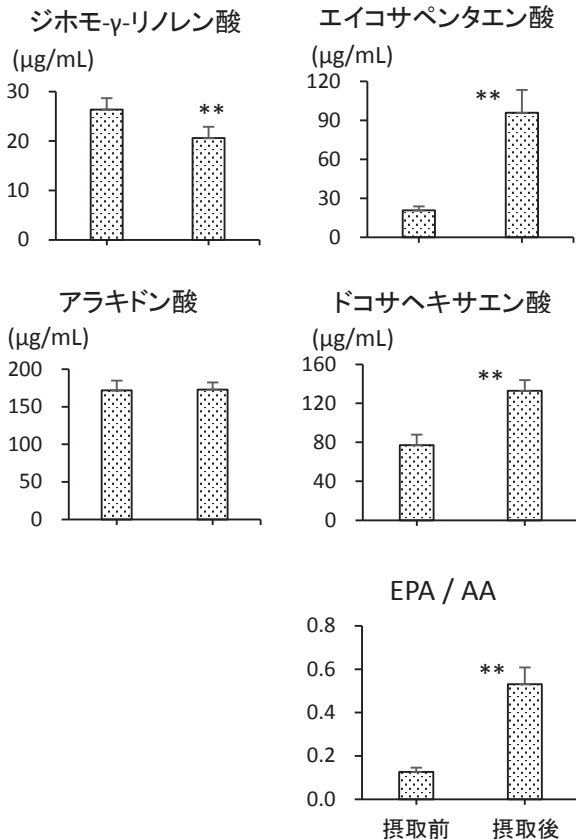 ジホモ-γ-リノレン酸
(μg/mL)
30
20
10
0
**
エイコサペンタエン酸
(μg/mL)
120
90
60
30
0
**
アラキドン酸
(μg/mL)
200
150
100
50
0
ドコサヘキサエン酸
(μg/mL)
160
120
80
40
0
**
EPA / AA
0.8
0.6
0.4
0.2
0.0
**
摂取前 摂取後